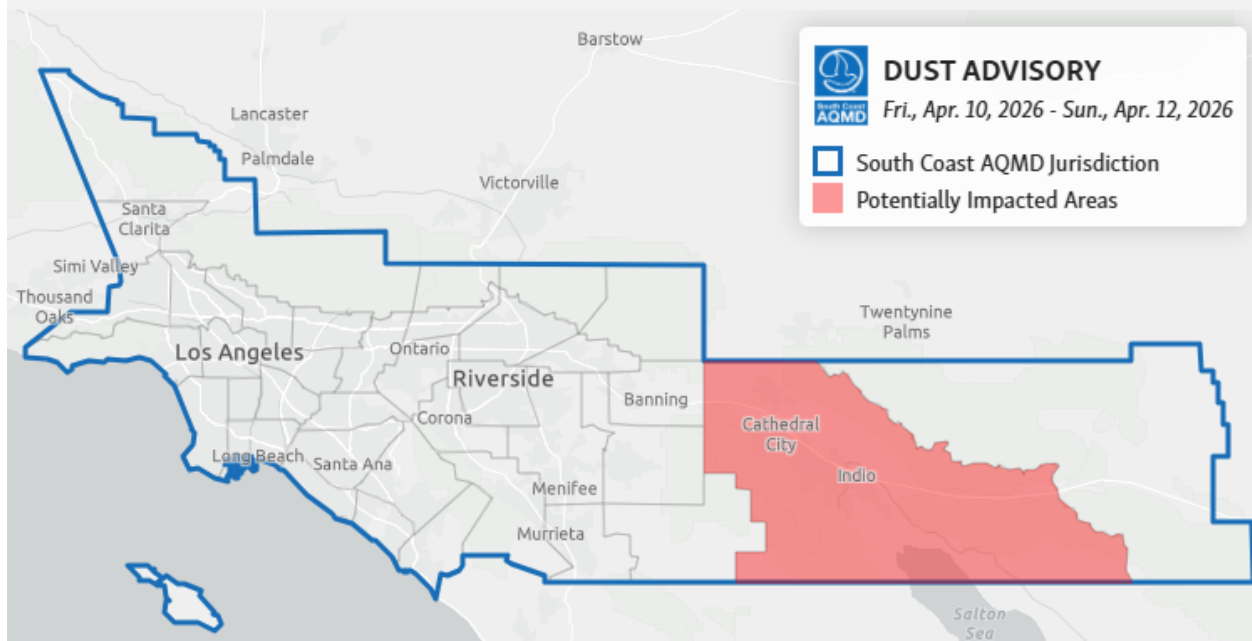 Barstow
DUST ADVISORY
South Coast
AQMD
Fri., Apr. 10, 2026 - Sun., Apr. 12, 2026
South Coast AQMD Jurisdiction
Potentially Impacted Areas
Lancaster
Palmdale
Victorville
Santa
Clarita
Simi Valley
Thousand
Oaks
Twentynine
Palms
Los Angeles
Ontario
Riverside
Banning
Corona
Cathedral
City
Long Beach
Santa Ana
Indio
Menifee
Murrieta
Salton
Sea